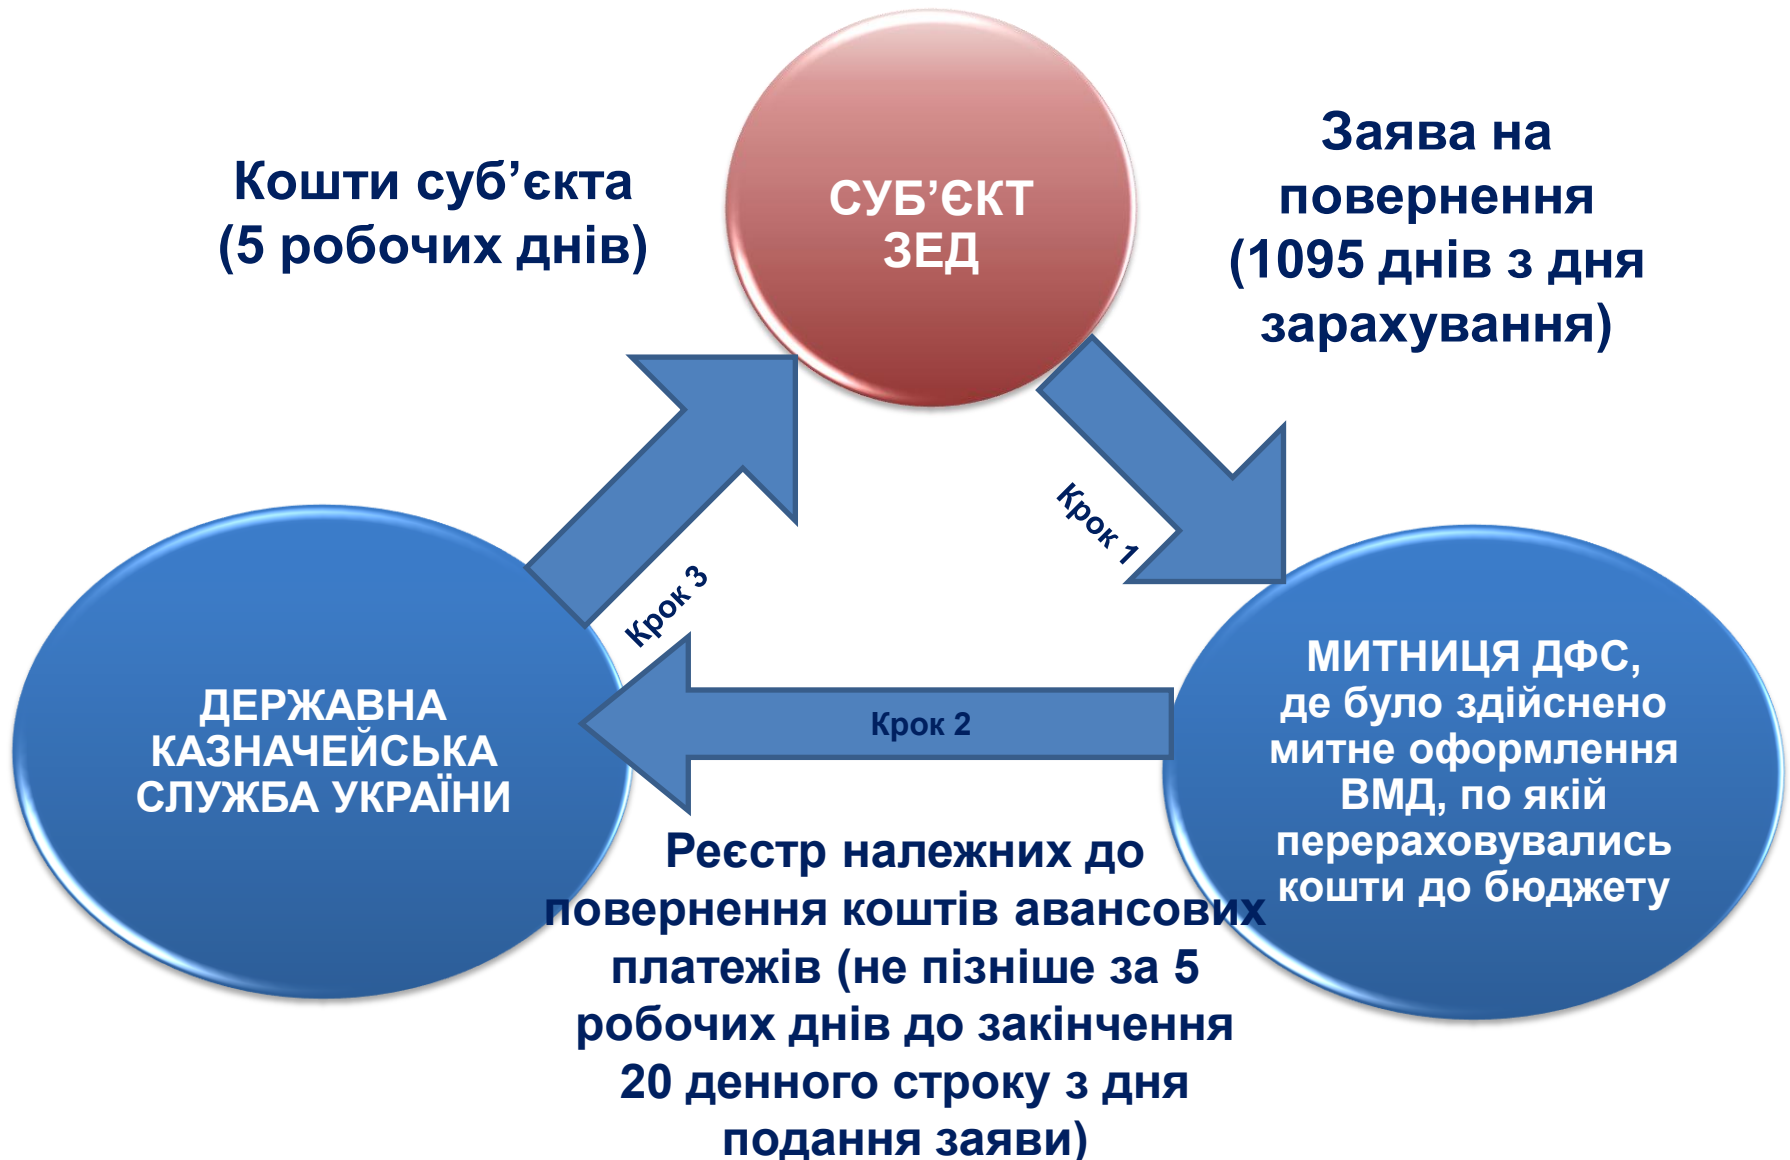 Кошти суб’єкта
(5 робочих днів)
СУБ’ЄКТ
ЗЕД
Заява на
повернення
(1095 днів з дня
зарахування)
Крок 1
Крок 3
Крок 2
ДЕРЖАВНА
КАЗНАЧЕЙСЬКА
СЛУЖБА УКРАЇНИ
МИТНИЦЯ ДФС,
де було здійснено
митне оформлення
ВМД, по якій
перераховувались
кошти до бюджету
Реєстр належних до
повернення коштів авансових
платежів (не пізніше за 5
робочих днів до закінчення
20 денного строку з дня
подання заяви)